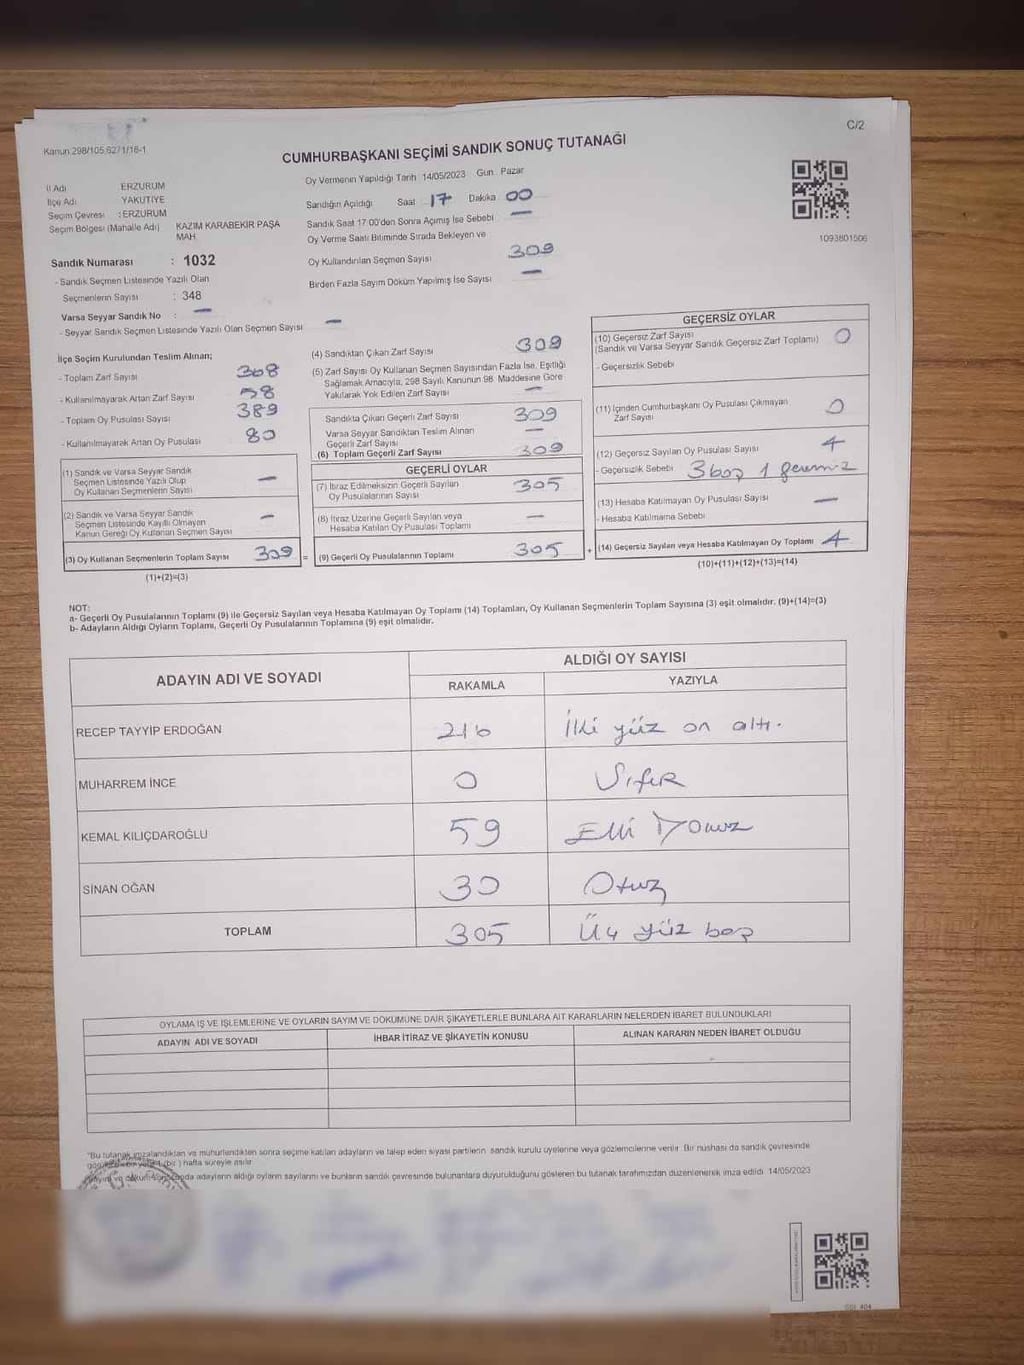 Kanun:298/105,6271/16-1
C/2
CUMHURBAŞKANI SEÇİMİ SANDIK SONUÇ TUTANAĞI
İl Adı ERZURUM
İlçe Adı YAKUTİYE
Seçim Çevresi : ERZURUM
Seçim Bölgesi (Mahalle Adı) KAZIM KARABEKİR PAŞA MAH.
Sandık Numarası : 1032
- Sandık Seçmen Listesinde Yazılı Olan
Seçmenlerin Sayısı : 348
Varsa Seyyar Sandık No : —
- Seyyar Sandık Seçmen Listesinde Yazılı Olan Seçmen Sayısı —
Oy Vermenin Yapıldığı Tarih 14/05/2023 Gün Pazar
Sandığın Açıldığı Saat 17 Dakika 00
Sandık Saat 17:00'den Sonra Açılmış İse Sebebi —
Oy Verme Saati Bitiminde Sırada Bekleyen ve
Oy Kullandırılan Seçmen Sayısı 309
Birden Fazla Sayım Döküm Yapılmış İse Sayısı —
1093801506
İlçe Seçim Kurulundan Teslim Alınan;
- Toplam Zarf Sayısı 368
- Kullanılmayarak Artan Zarf Sayısı 58
- Toplam Oy Pusulası Sayısı 389
- Kullanılmayarak Artan Oy Pusulası 80
(1) Sandık ve Varsa Seyyar Sandık
Seçmen Listesinde Yazılı Olup
Oy Kullanan Seçmenlerin Sayısı —
(2) Sandık ve Varsa Seyyar Sandık
Seçmen Listesinde Kayıtlı Olmayan
Kanun Gereği Oy Kullanan Seçmen Sayısı —
(3) Oy Kullanan Seçmenlerin Toplam Sayısı 309 =
(1)+(2)=(3)
(4) Sandıktan Çıkan Zarf Sayısı 309
(5) Zarf Sayısı Oy Kullanan Seçmen Sayısından Fazla İse, Eşitliği
Sağlamak Amacıyla, 298 Sayılı Kanunun 98. Maddesine Göre
Yakılarak Yok Edilen Zarf Sayısı —
Sandıkta Çıkan Geçerli Zarf Sayısı 309
Varsa Seyyar Sandıktan Teslim Alınan
Geçerli Zarf Sayısı —
(6) Toplam Geçerli Zarf Sayısı 309
GEÇERLİ OYLAR
(7) İtiraz Edilmeksizin Geçerli Sayılan
Oy Pusulalarının Sayısı 305
(8) İtiraz Üzerine Geçerli Sayılan veya
Hesaba Katılan Oy Pusulası Toplamı —
(9) Geçerli Oy Pusulalarının Toplamı 305 +
GEÇERSİZ OYLAR
(10) Geçersiz Zarf Sayısı
(Sandık ve Varsa Seyyar Sandık Geçersiz Zarf Toplamı) 0
- Geçersizlik Sebebi
(11) İçinden Cumhurbaşkanı Oy Pusulası Çıkmayan
Zarf Sayısı 0
(12) Geçersiz Sayılan Oy Pusulası Sayısı 4
- Geçersizlik Sebebi 3 boş 1
(13) Hesaba Katılmayan Oy Pusulası Sayısı —
- Hesaba Katılmama Sebebi
(14) Geçersiz Sayılan veya Hesaba Katılmayan Oy Toplamı 4
(10)+(11)+(12)+(13)=(14)
NOT:
a- Geçerli Oy Pusulalarının Toplamı (9) ile Geçersiz Sayılan veya Hesaba Katılmayan Oy Toplamı (14) Toplamları, Oy Kullanan Seçmenlerin Toplam Sayısına (3) eşit olmalıdır. (9)+(14)=(3)
b- Adayların Aldığı Oyların Toplamı, Geçerli Oy Pusulalarının Toplamına (9) eşit olmalıdır.
ADAYIN ADI VE SOYADI ALDIĞI OY SAYISI
RAKAMLA YAZIYLA
RECEP TAYYİP ERDOĞAN 216 İki yüz on altı.
MUHARREM İNCE 0 Sıfır
KEMAL KILIÇDAROĞLU 59 Elli Dokuz
SİNAN OĞAN 30 Otuz
TOPLAM 305 Üç yüz beş
OYLAMA İŞ VE İŞLEMLERİNE VE OYLARIN SAYIM VE DÖKÜMÜNE DAİR ŞİKAYETLERLE BUNLARA AİT KARARLARIN NELERDEN İBARET BULUNDUKLARI
ADAYIN ADI VE SOYADI İHBAR İTİRAZ VE ŞİKAYETİN KONUSU ALINAN KARARIN NEDEN İBARET OLDUĞU
*Bu tutanak imzalandıktan ve mühürlendikten sonra seçime katılan adayların ve talep eden siyasi partilerin sandık kurulu üyelerine veya gözlemcilerine verilir. Bir nüshası da sandık çevresinde
(bir) hafta süreyle asılır.
adayların aldığı oyların sayılarını ve bunların sandık çevresinde bulunanlara duyurulduğunu gösteren bu tutanak tarafımızdan düzenlenerek imza edildi. 14/05/2023